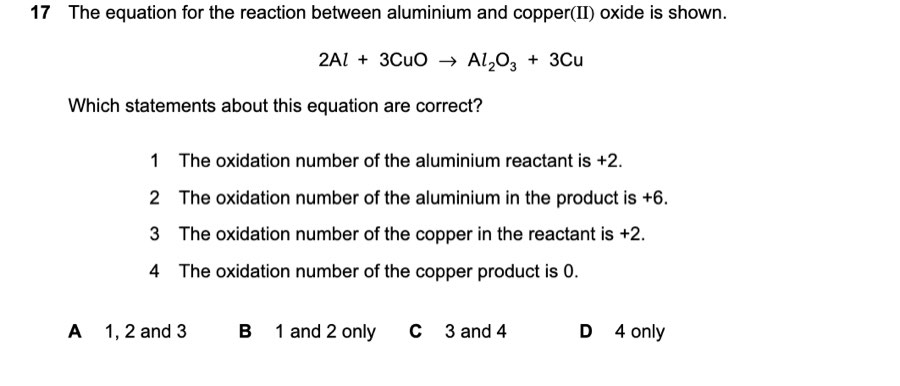 17 The equation for the reaction between aluminium and copper(II) oxide is shown.
2Al + 3CuO → Al₂O₃ + 3Cu
Which statements about this equation are correct?
1 The oxidation number of the aluminium reactant is +2.
2 The oxidation number of the aluminium in the product is +6.
3 The oxidation number of the copper in the reactant is +2.
4 The oxidation number of the copper product is 0.
A 1, 2 and 3 B 1 and 2 only C 3 and 4 D 4 only